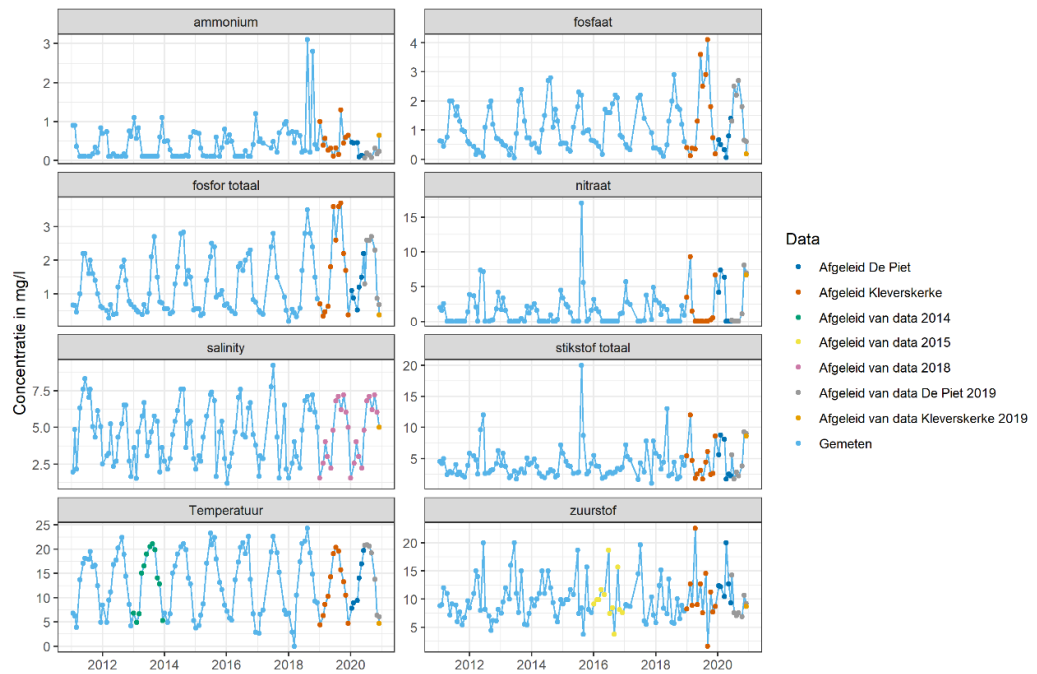 ammonium
fosfaat
3
2
1
0
4
3
2
1
0
fosfor totaal
nitraat
3
2
1
15
10
5
0
salinity
stikstof totaal
7.5
5.0
2.5
20
15
10
5
Temperatuur
zuurstof
25
20
15
10
5
0
20
15
10
5
2012
2014
2016
2018
2020
2012
2014
2016
2018
2020
Concentratie in mg/l
Data
Afgeleid De Piet
Afgeleid Kleverskerke
Afgeleid van data 2014
Afgeleid van data 2015
Afgeleid van data 2018
Afgeleid van data De Piet 2019
Afgeleid van data Kleverskerke 2019
Gemeten